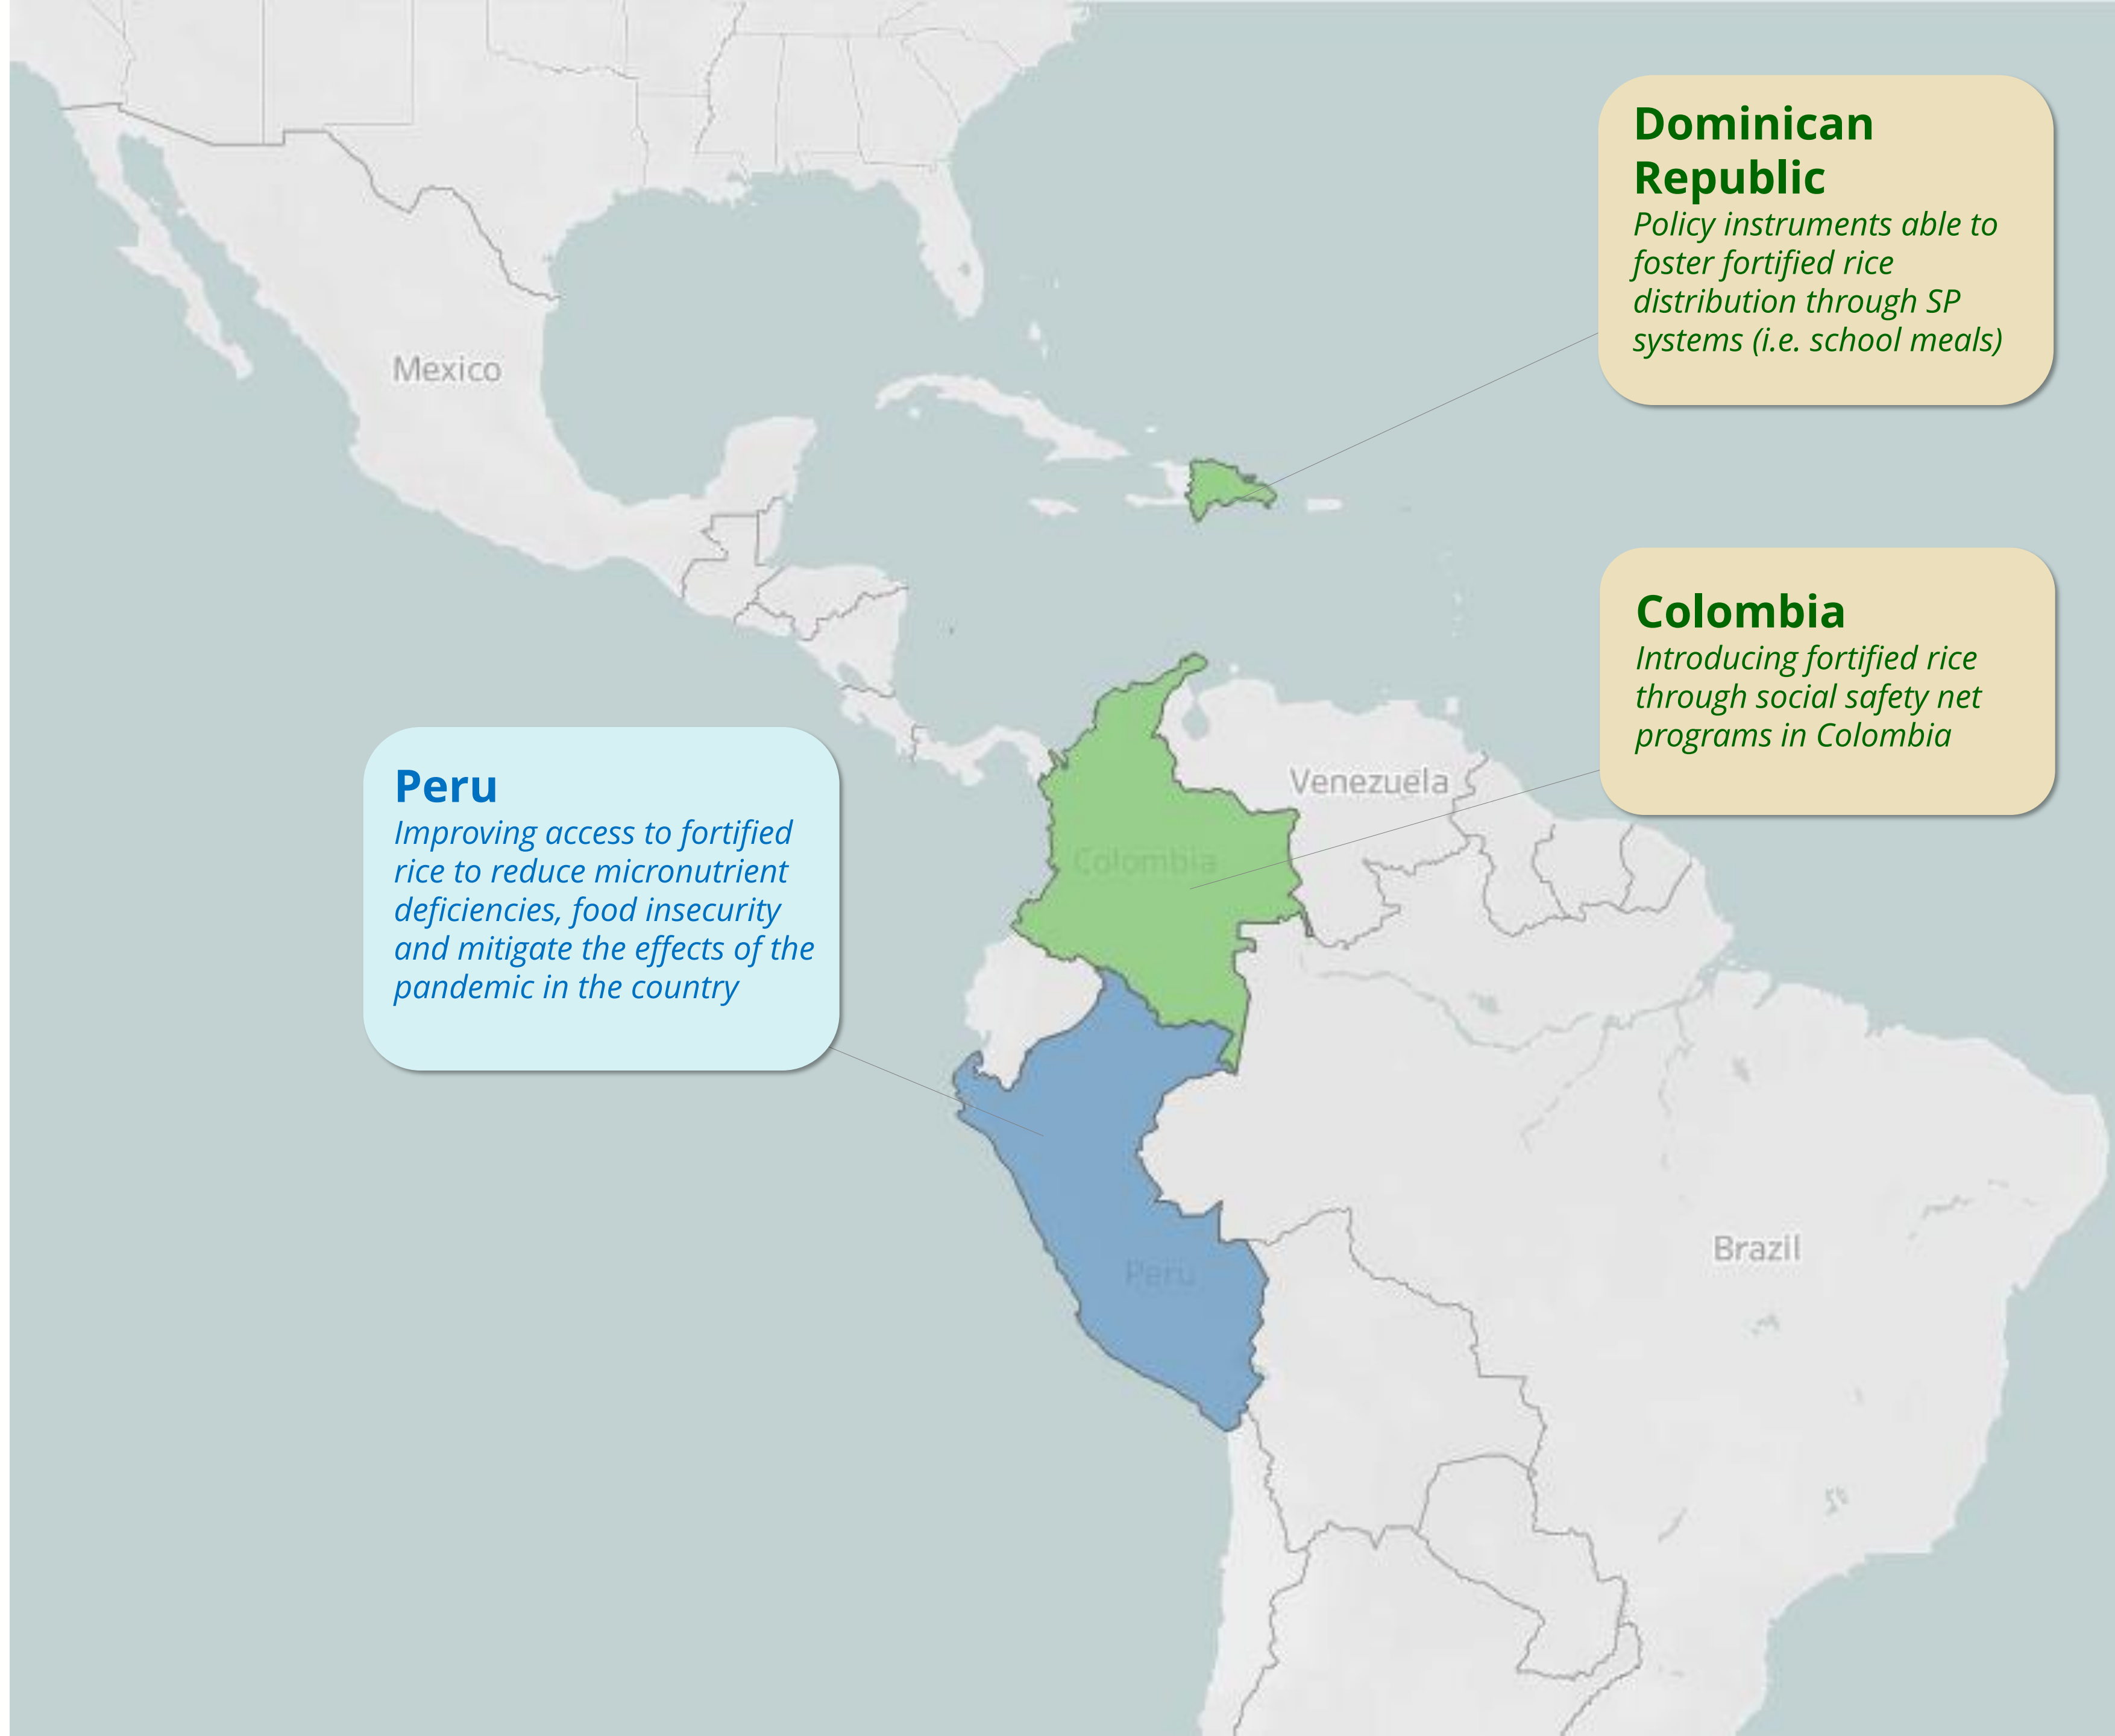 Dominican
Republic
Policy instruments able to
foster fortified rice
distribution through SP
systems (i.e. school meals)
Mexico
Colombia
Introducing fortified rice
through social safety net
programs in Colombia
Peru
Improving access to fortified
rice to reduce micronutrient
deficiencies, food insecurity
and mitigate the effects of the
pandemic in the country
Venezuela
Colombia
Brazil
Peru